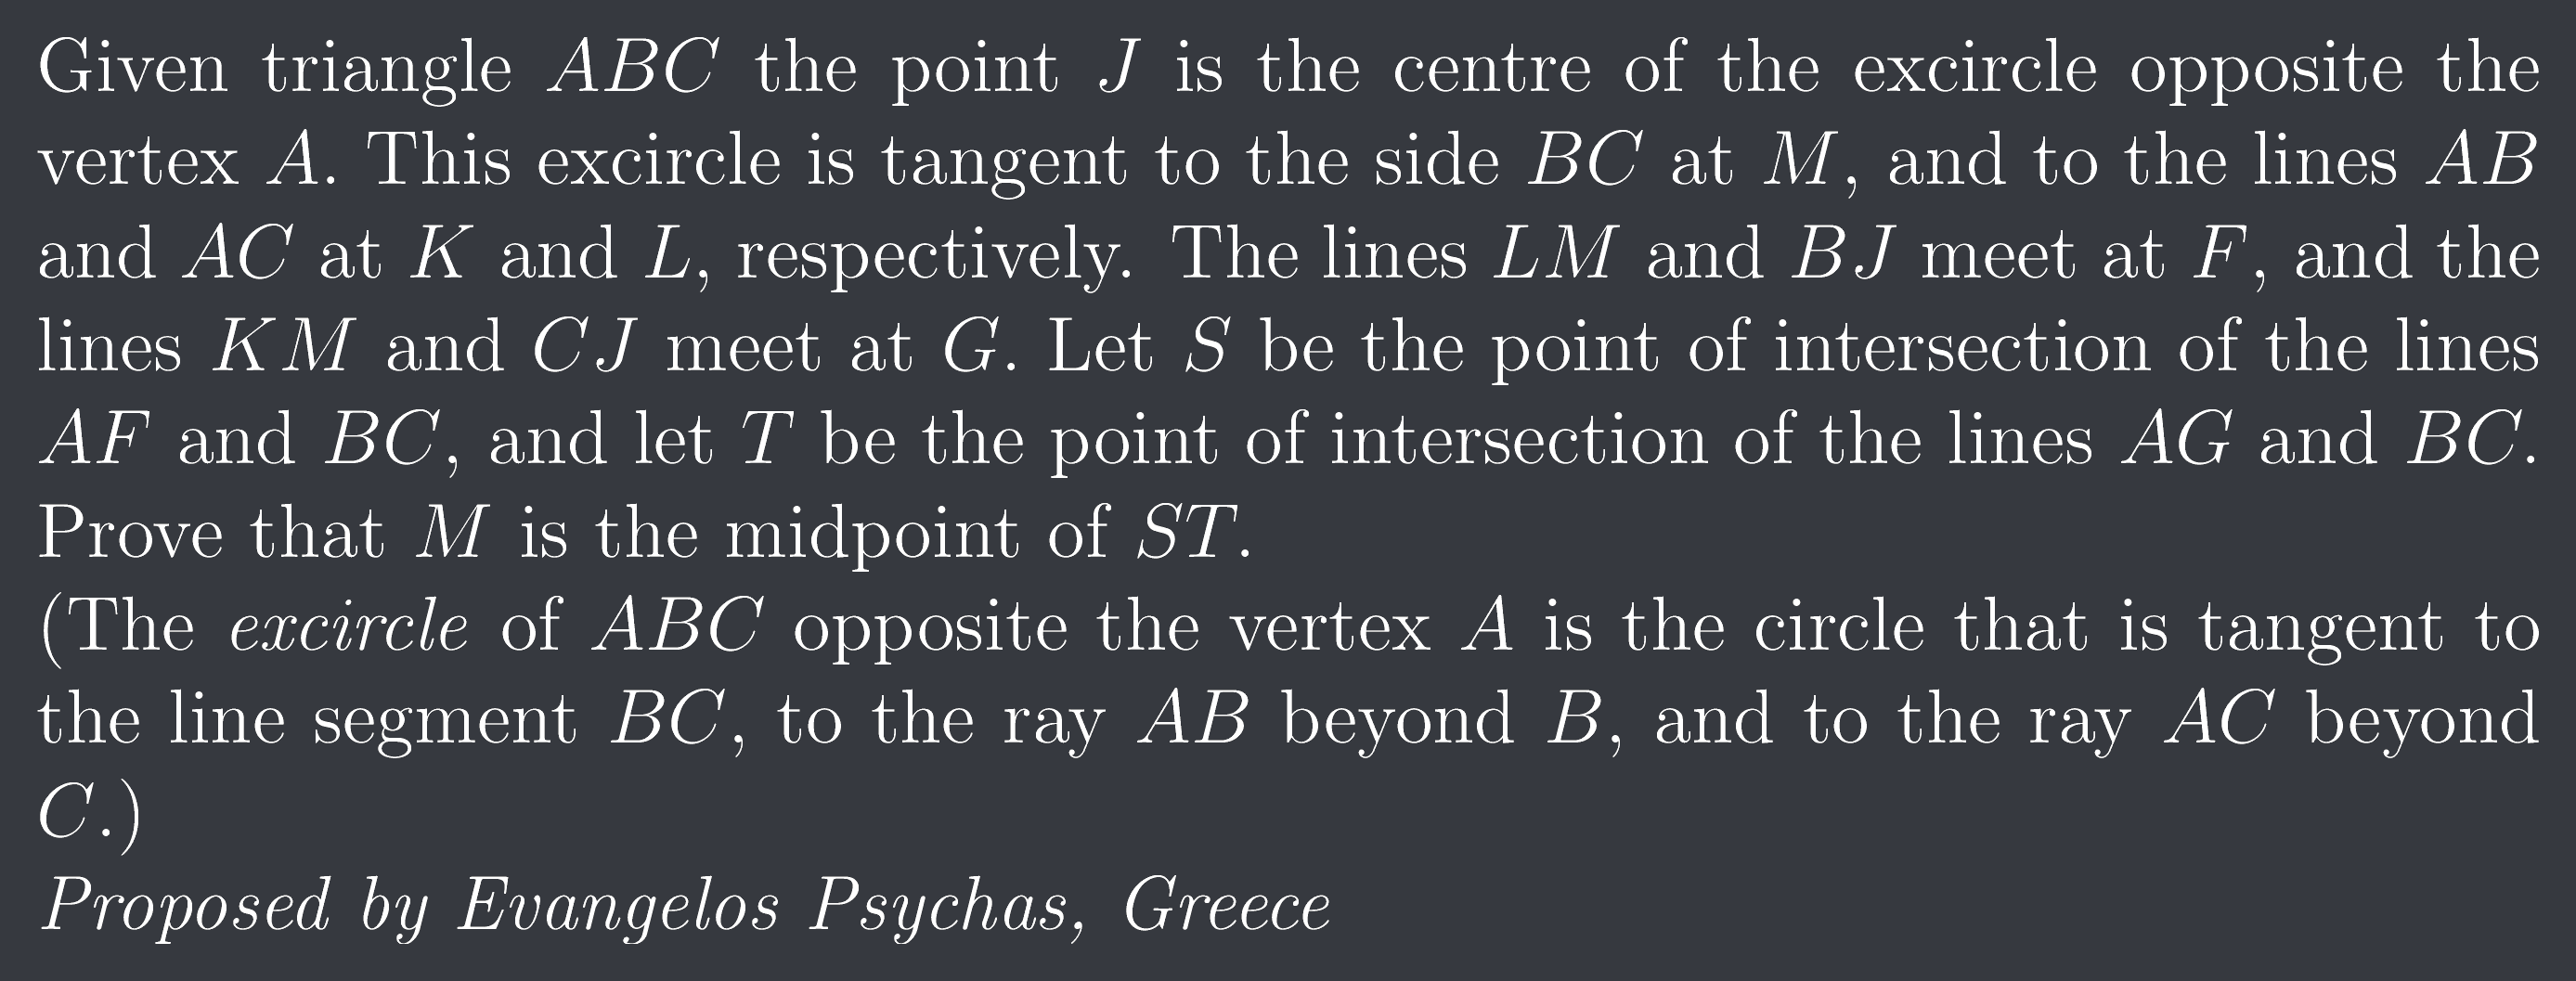 Given triangle ABC the point J is the centre of the excircle opposite the
vertex A. This excircle is tangent to the side BC at M, and to the lines AB
and AC at K and L, respectively. The lines LM and BJ meet at F, and the
lines KM and CJ meet at G. Let S be the point of intersection of the lines
AF and BC, and let T be the point of intersection of the lines AG and BC.
Prove that M is the midpoint of ST.
(The excircle of ABC opposite the vertex A is the circle that is tangent to
the line segment BC, to the ray AB beyond B, and to the ray AC beyond
C.)
Proposed by Evangelos Psychas, Greece